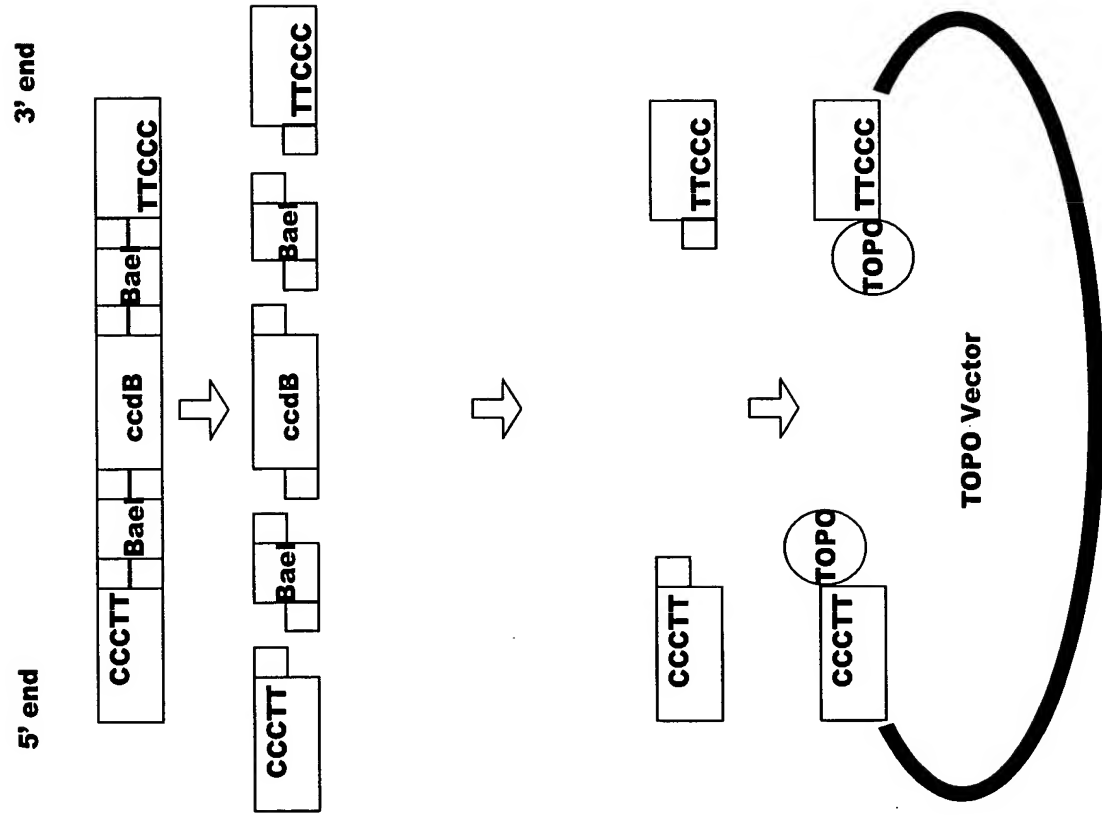 5' end
3' end
CCCTT
BaeI
ccdB
BaeI
TTCCC
CCCTT
BaeI
ccdB
BaeI
TTCCC
CCCTT
TTCCC
CCCTT
TOPO
TOPO
TTCCC
TOPO Vector